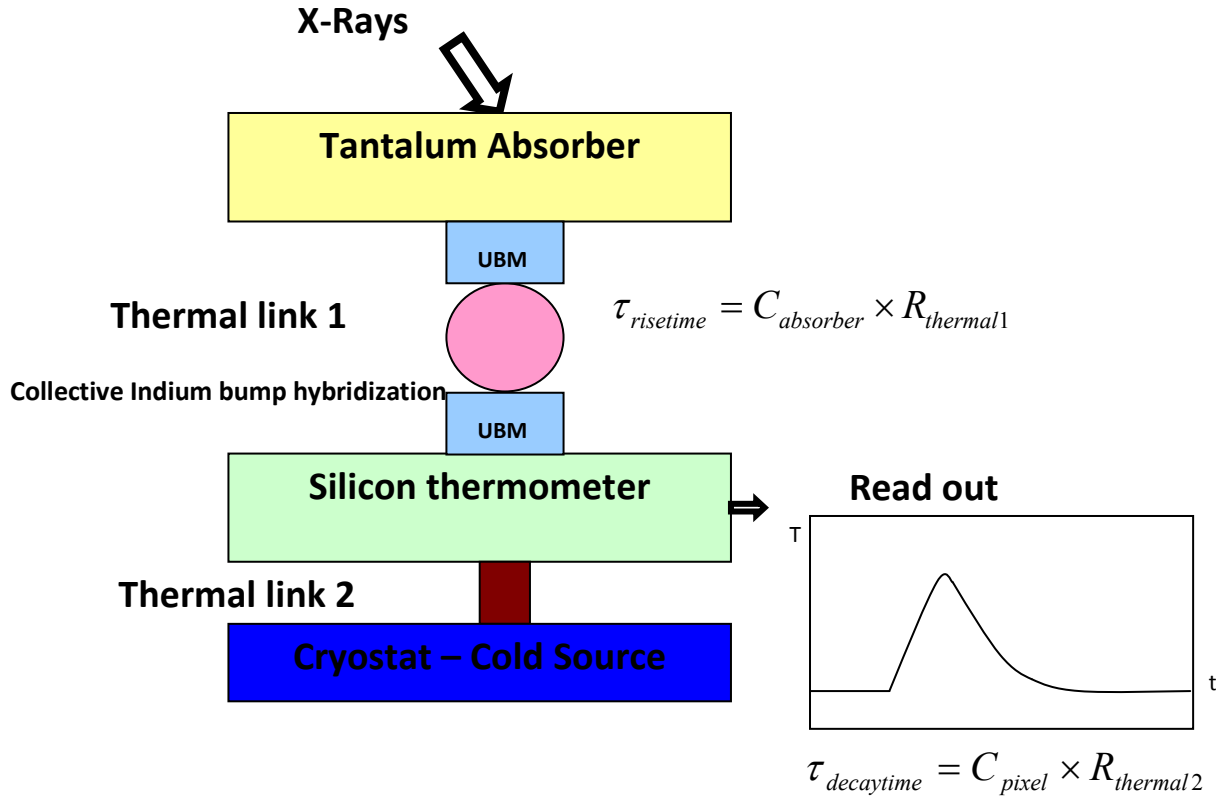 X-Rays
Tantalum Absorber
UBM
Thermal link 1
τ_risetime = C_absorber × R_thermal1
Collective Indium bump hybridization
UBM
Silicon thermometer
Read out
T
Thermal link 2
Cryostat – Cold Source
t
τ_decaytime = C_pixel × R_thermal2